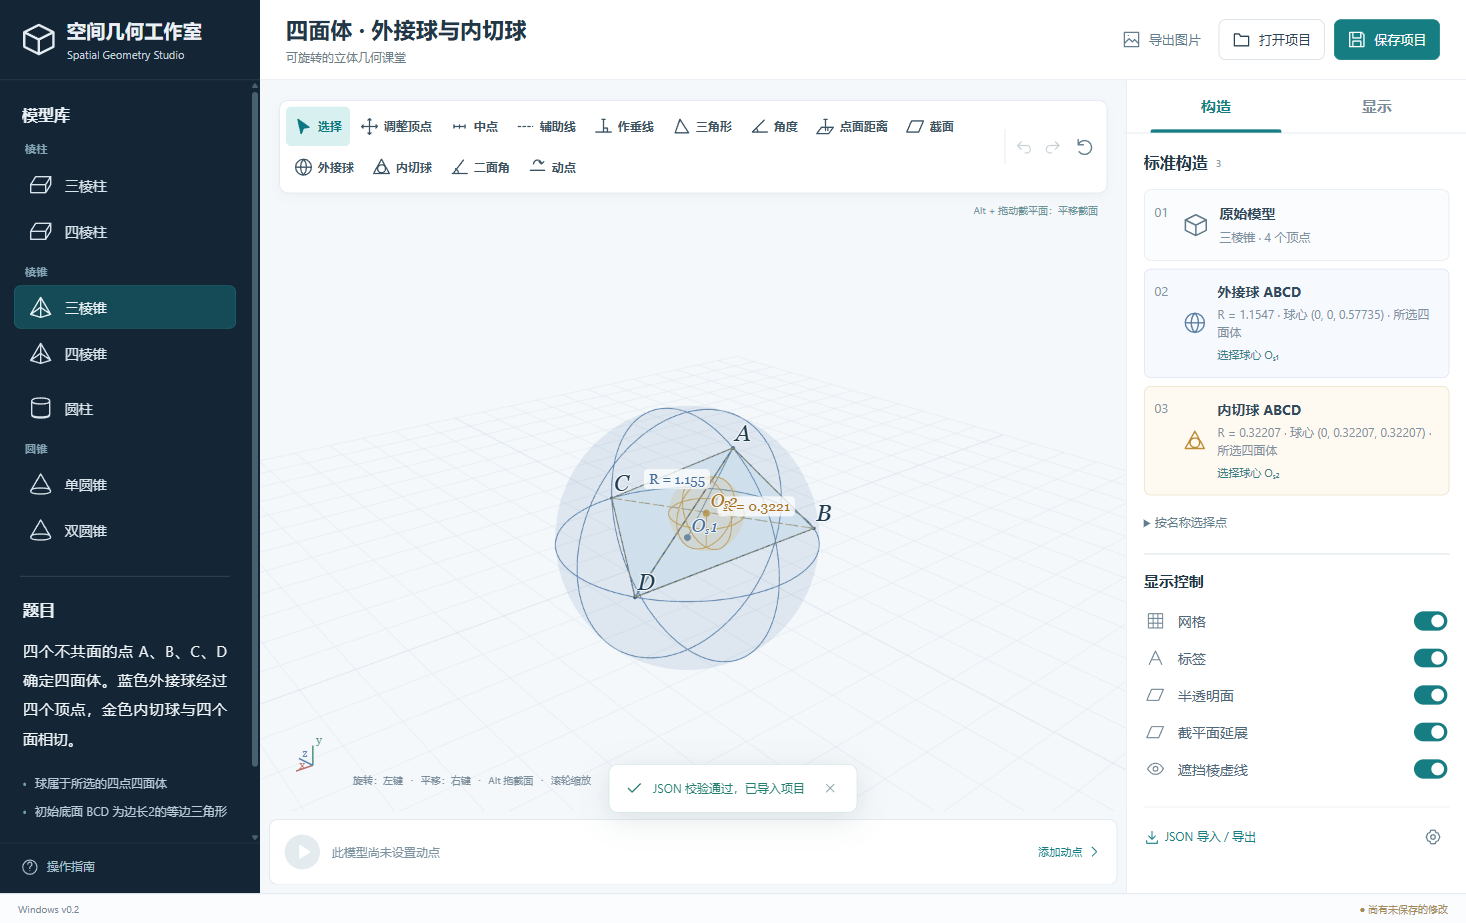 空间几何工作室
Spatial Geometry Studio
四面体 · 外接球与内切球
可旋转的立体几何课堂
导出图片
打开项目
保存项目
模型库
棱柱
三棱柱
四棱柱
棱锥
三棱锥
四棱锥
圆柱
圆锥
单圆锥
双圆锥
题目
四个不共面的点 A、B、C、D
确定四面体。蓝色外接球经过
四个顶点，金色内切球与四个
面相切。
• 球属于所选的四点四面体
• 初始底面 BCD 为边长2的等边三角形
操作指南
选择 调整顶点 中点 辅助线 作垂线 三角形 角度 点面距离 截面
外接球 内切球 二面角 动点
Alt + 拖动截平面：平移截面
A
C
R = 1.155
O_s2
R = 0.3221
B
O_s1
D
y
z
x
旋转：左键 · 平移：右键 · Alt 拖截面 · 滚轮缩放
JSON 校验通过，已导入项目
此模型尚未设置动点
添加动点
构造
显示
标准构造 3
01
原始模型
三棱锥 · 4 个顶点
02
外接球 ABCD
R = 1.1547 · 球心 (0, 0, 0.57735) · 所选四
面体
选择球心 Oₛ₁
03
内切球 ABCD
R = 0.32207 · 球心 (0, 0.32207, 0.32207) ·
所选四面体
选择球心 Oₛ₂
按名称选择点
显示控制
网格
标签
半透明面
截平面延展
遮挡棱虚线
JSON 导入 / 导出
Windows v0.2
尚有未保存的修改